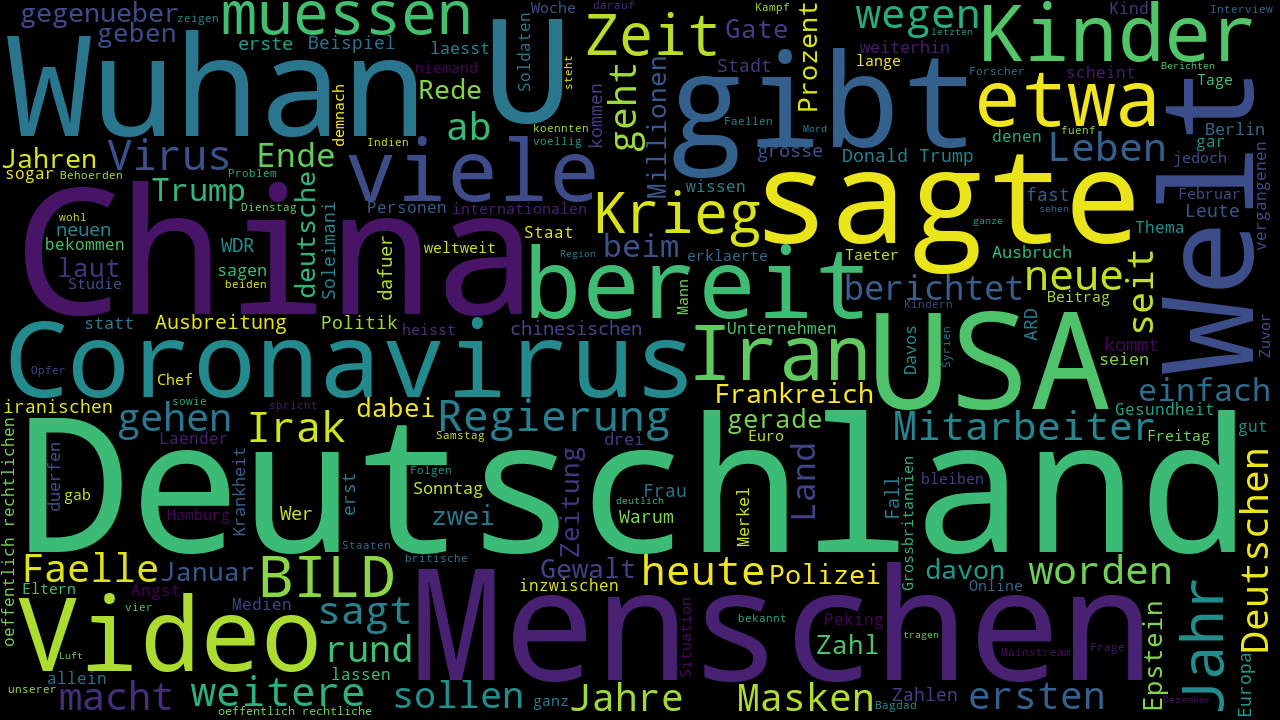 gegenueber
zeigen
muessen
Woche
darauf
Kampf
wegen
letzten
Kinder
Kind
Interview
geben
erste
Beispiel
laesst
Zeit
Gate
Prozent
weiterhin
lange
Berichten
Wuhan
U
Soldaten
steht
niemand
Rede
geht
Millionen
Stadt
gibt
Forscher
scheint
Tage
etwa
Welt
demnach
Indien
ab
koennten
voellig
kommen
Faellen
Mord
grosse
denen
fuenf
gar
Berlin
Jahren
sogar
Behoerden
Virus
Ende
viele
Donald Trump
Leben
jedoch
Problem
Trump
Dienstag
deutsche
Soleimani
Personen
internationalen
wissen
sagte
fast
sehen
Februar
Leute
vergangenen
wohl
neuen
bekommen
China
WDR
weltweit
Staat
Krieg
ganze
Thema
laut
Studie
sagen
beiden
dafuer
Region
beim
erklaerte
Taeter
Ausbruch
neue
seit
bereit
Mann
berichtet
Kindern
Beitrag
statt
Ausbreitung
Politik
heisst
chinesischen
Unternehmen
Davos
Syrien
ARD
kommt
seien
Zuvor
Coronavirus
Opfer
Chef
Iran
USA
iranischen
sowie
spricht
dabei
Frankreich
einfach
gehen
Irak
Regierung
gerade
Mitarbeiter
Gesundheit
Freitag
gut
oeffentlich rechtlichen
Laender
Samstag
drei
Euro
duerfen
gab
Krankheit
erst
Folgen
Sonntag
Zeitung
Frau
Land
Fall
Grossbritannien
bleiben
Deutschland
Hamburg
Wer
zwei
deutlich
Warum
Merkel
Deutschen
Staaten
britische
Faelle
Januar
BILD
Gewalt
heute
Polizei
davon
worden
Eltern
Angst
inzwischen
Online
Video
vier
Medien
sagt
Menschen
Situation
bekannt
Peking
tragen
Mainstream
Frage
Epstein
Jahr
Europa
Luft
rund
Zahl
allein
lassen
unserer
macht
weitere
oeffentlich rechtliche
sollen
ganz
Jahre
Masken
Bagdad
Zahlen
ersten
Dezember